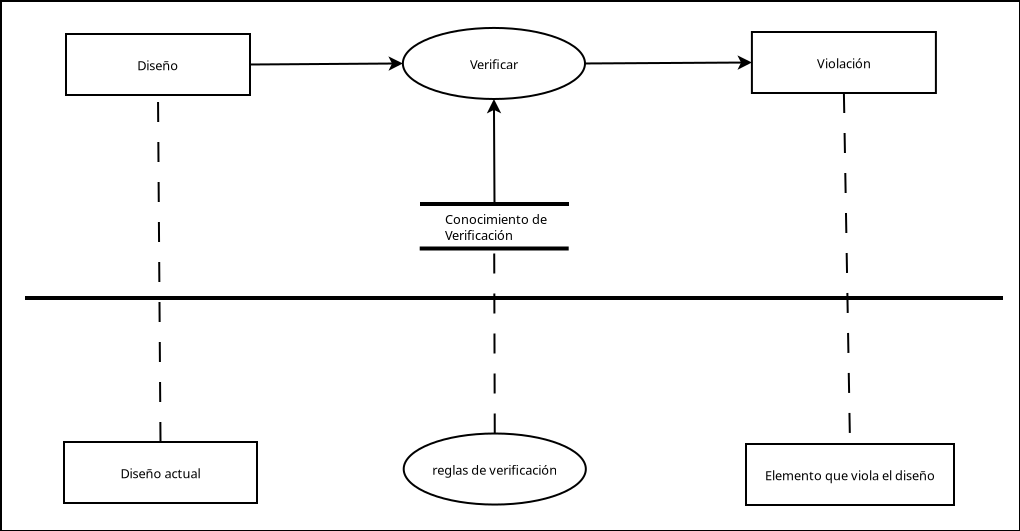 Diseño
Verificar
Violación
Conocimiento de
Verificación
Diseño actual
reglas de verificación
Elemento que viola el diseño